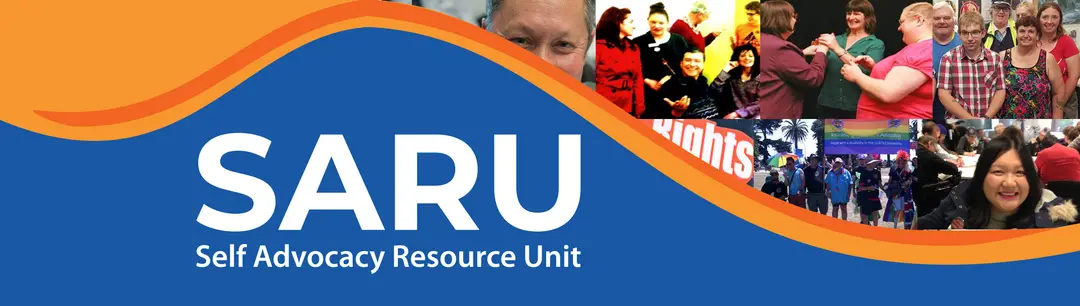 SARU
Self Advocacy Resource Unit
Rights